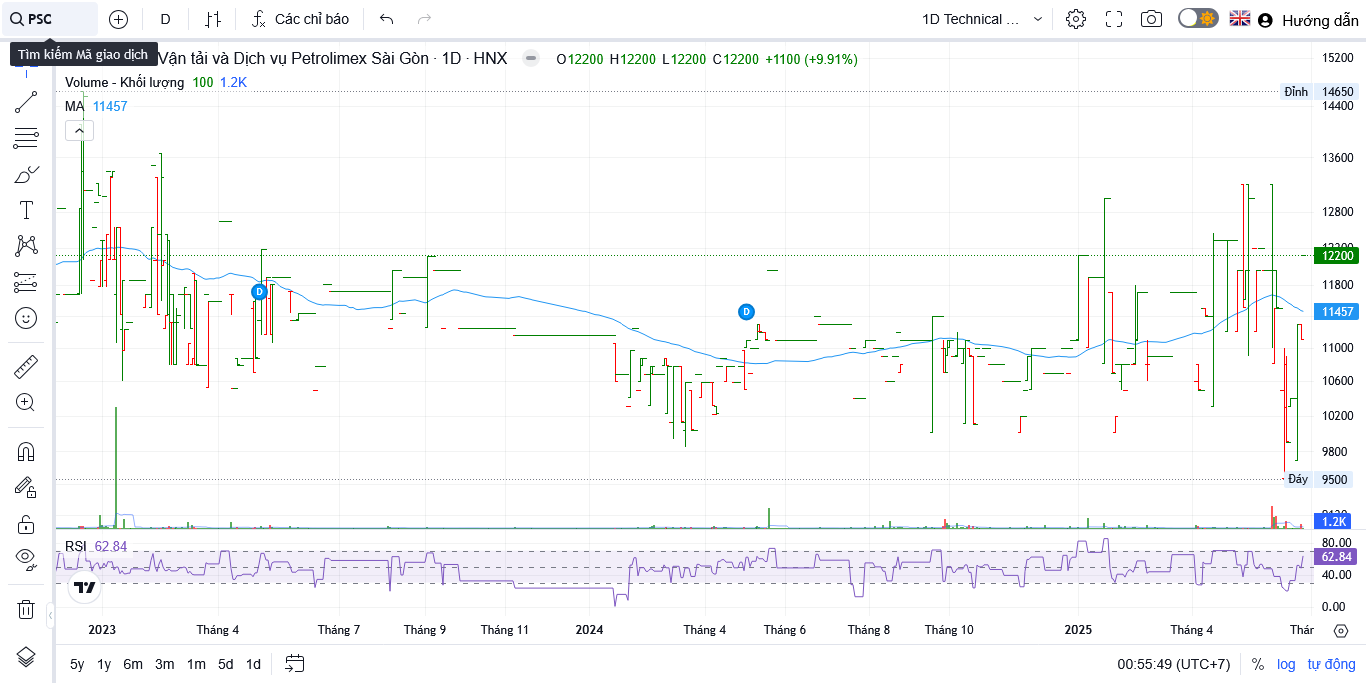 PSC
D
Các chỉ báo
1D Technical ...
Hướng dẫn
Tìm kiếm Mã giao dịch
Vận tải và Dịch vụ Petrolimex Sài Gòn · 1D · HNX
O12200 H12200 L12200 C12200 +1100 (+9.91%)
Volume - Khối lượng 100 1.2K
MA 11457
15200
Đỉnh 14650
14400
13600
12800
12200
12200
11800
D
D
11457
11000
10600
10200
9800
Đáy 9500
1.2K
RSI 62.84
80.00
62.84
40.00
0.00
2023 Tháng 4 Tháng 7 Tháng 9 Tháng 11 2024 Tháng 4 Tháng 6 Tháng 8 Tháng 10 2025 Tháng 4 Thán
5y 1y 6m 3m 1m 5d 1d
00:55:49 (UTC+7) % log tự động